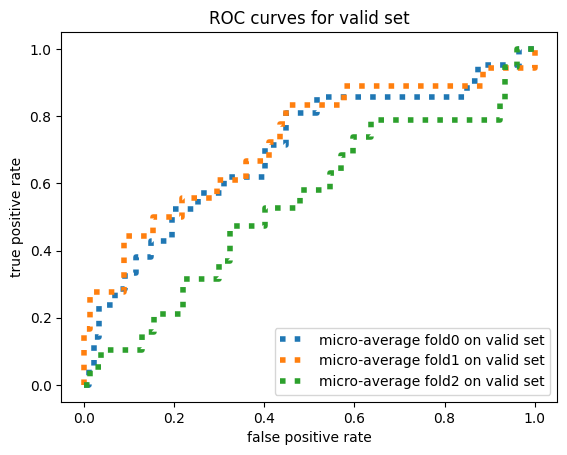 ROC curves for valid set
true positive rate
1.0
0.8
0.6
0.4
0.2
0.0
micro-average fold0 on valid set
micro-average fold1 on valid set
micro-average fold2 on valid set
0.0 0.2 0.4 0.6 0.8 1.0
false positive rate